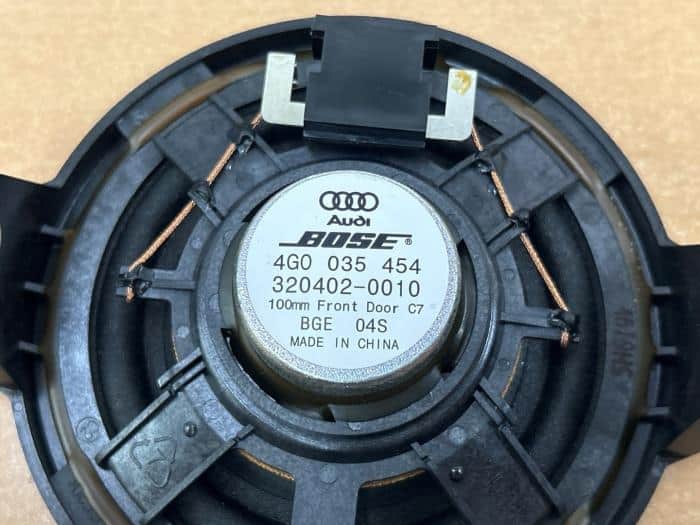 Audi
BOSE®
4G0 035 454
320402-0010
100mm Front Door C7
BGE 04S
MADE IN CHINA